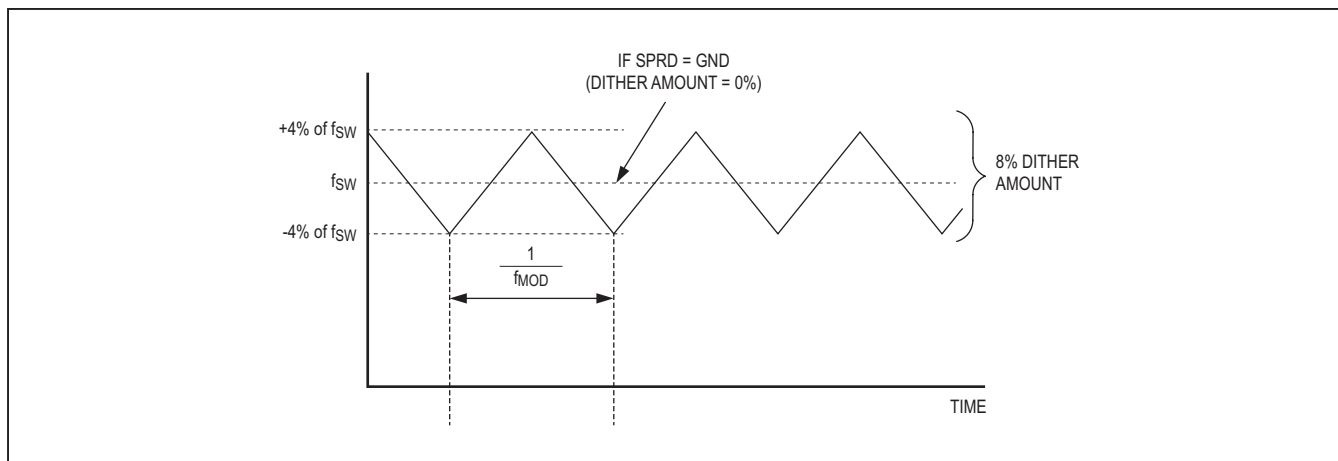 IF SPRD = GND
(DITHER AMOUNT = 0%)
+4% of fSW
fSW
-4% of fSW
8% DITHER
AMOUNT
1
fMOD
TIME